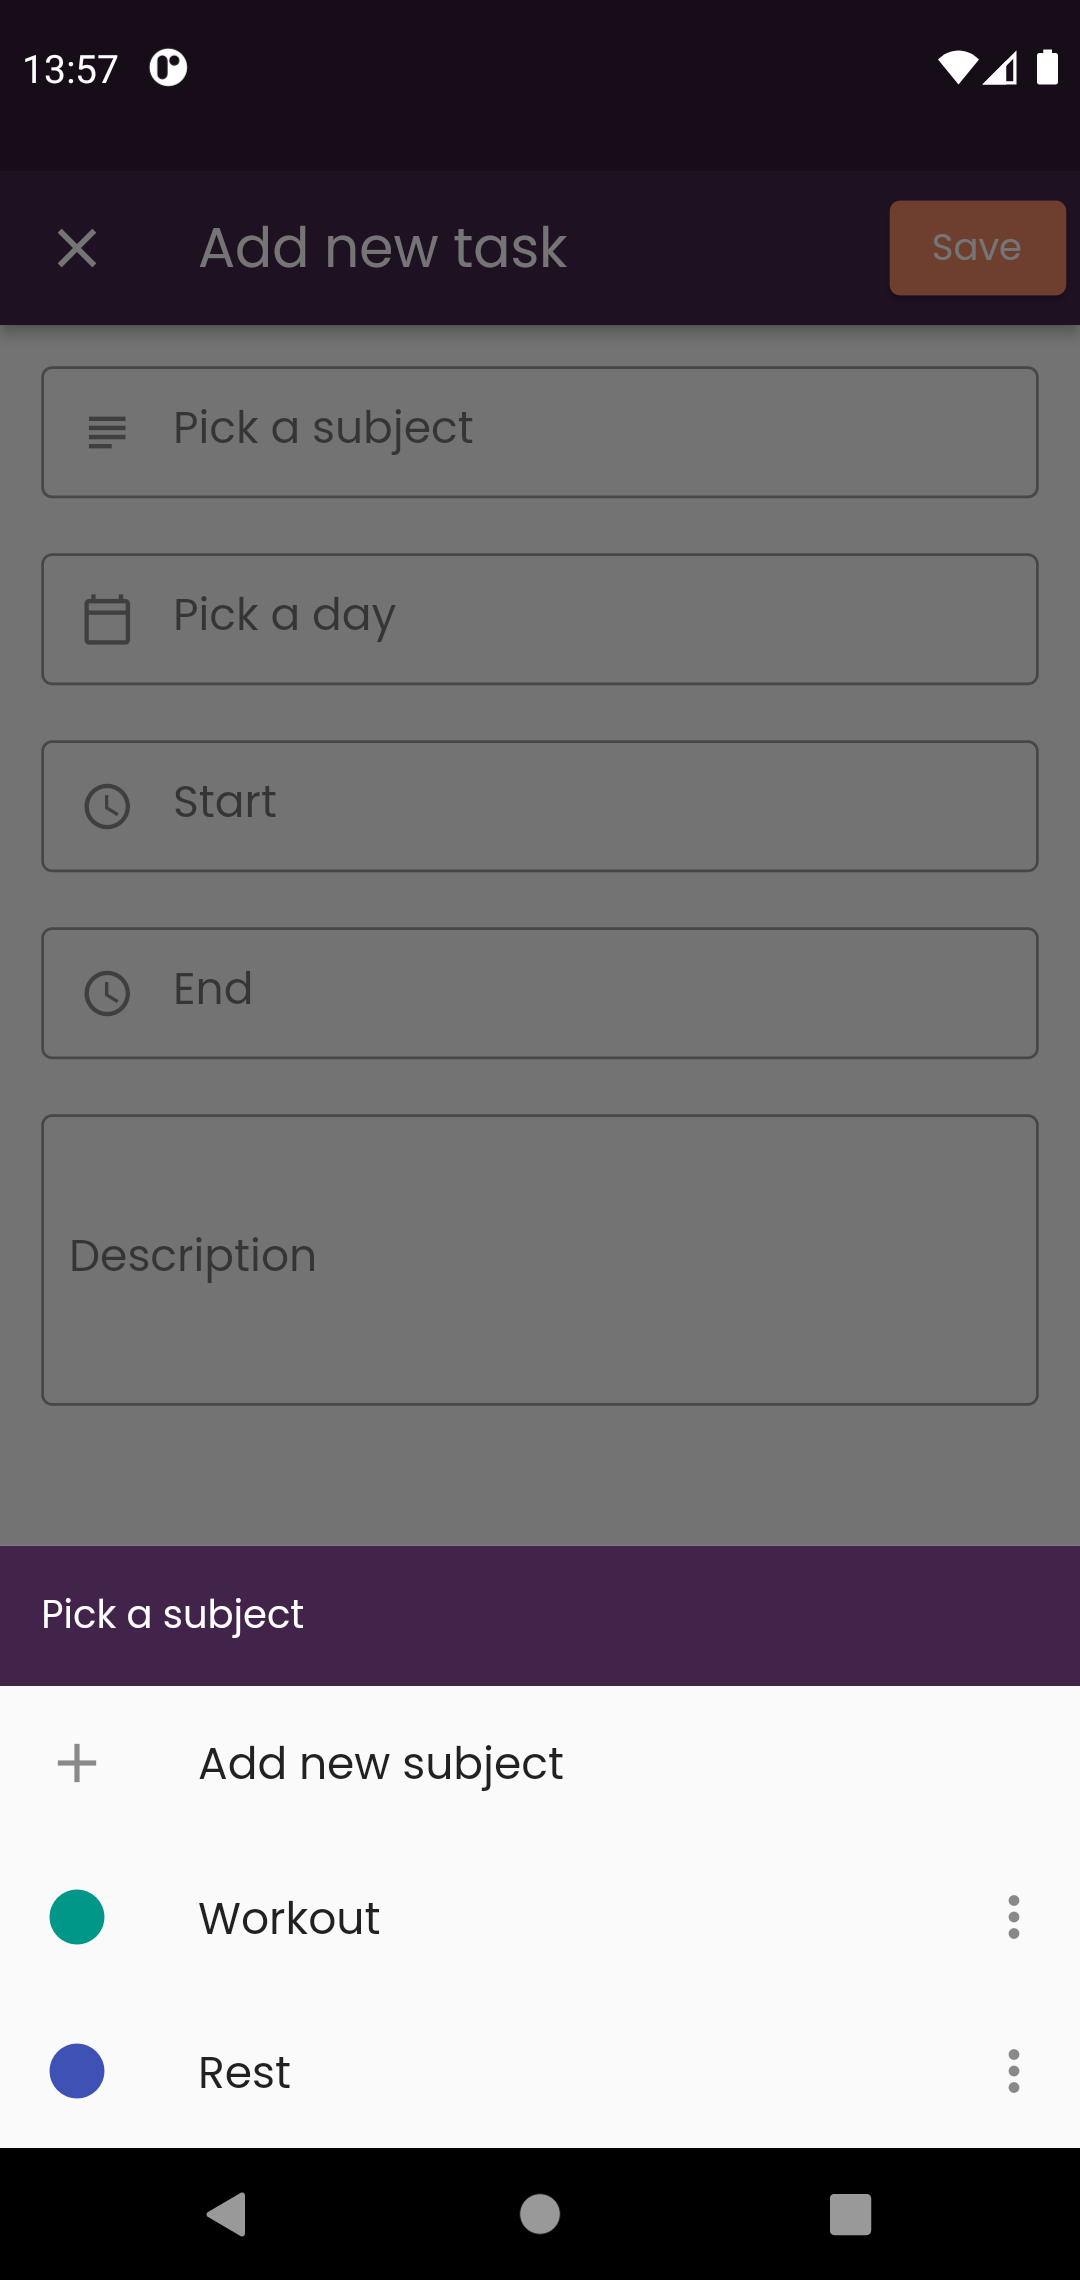 13:57
Add new task
Save
Pick a subject
Pick a day
Start
End
Description
Pick a subject
Add new subject
Workout
Rest